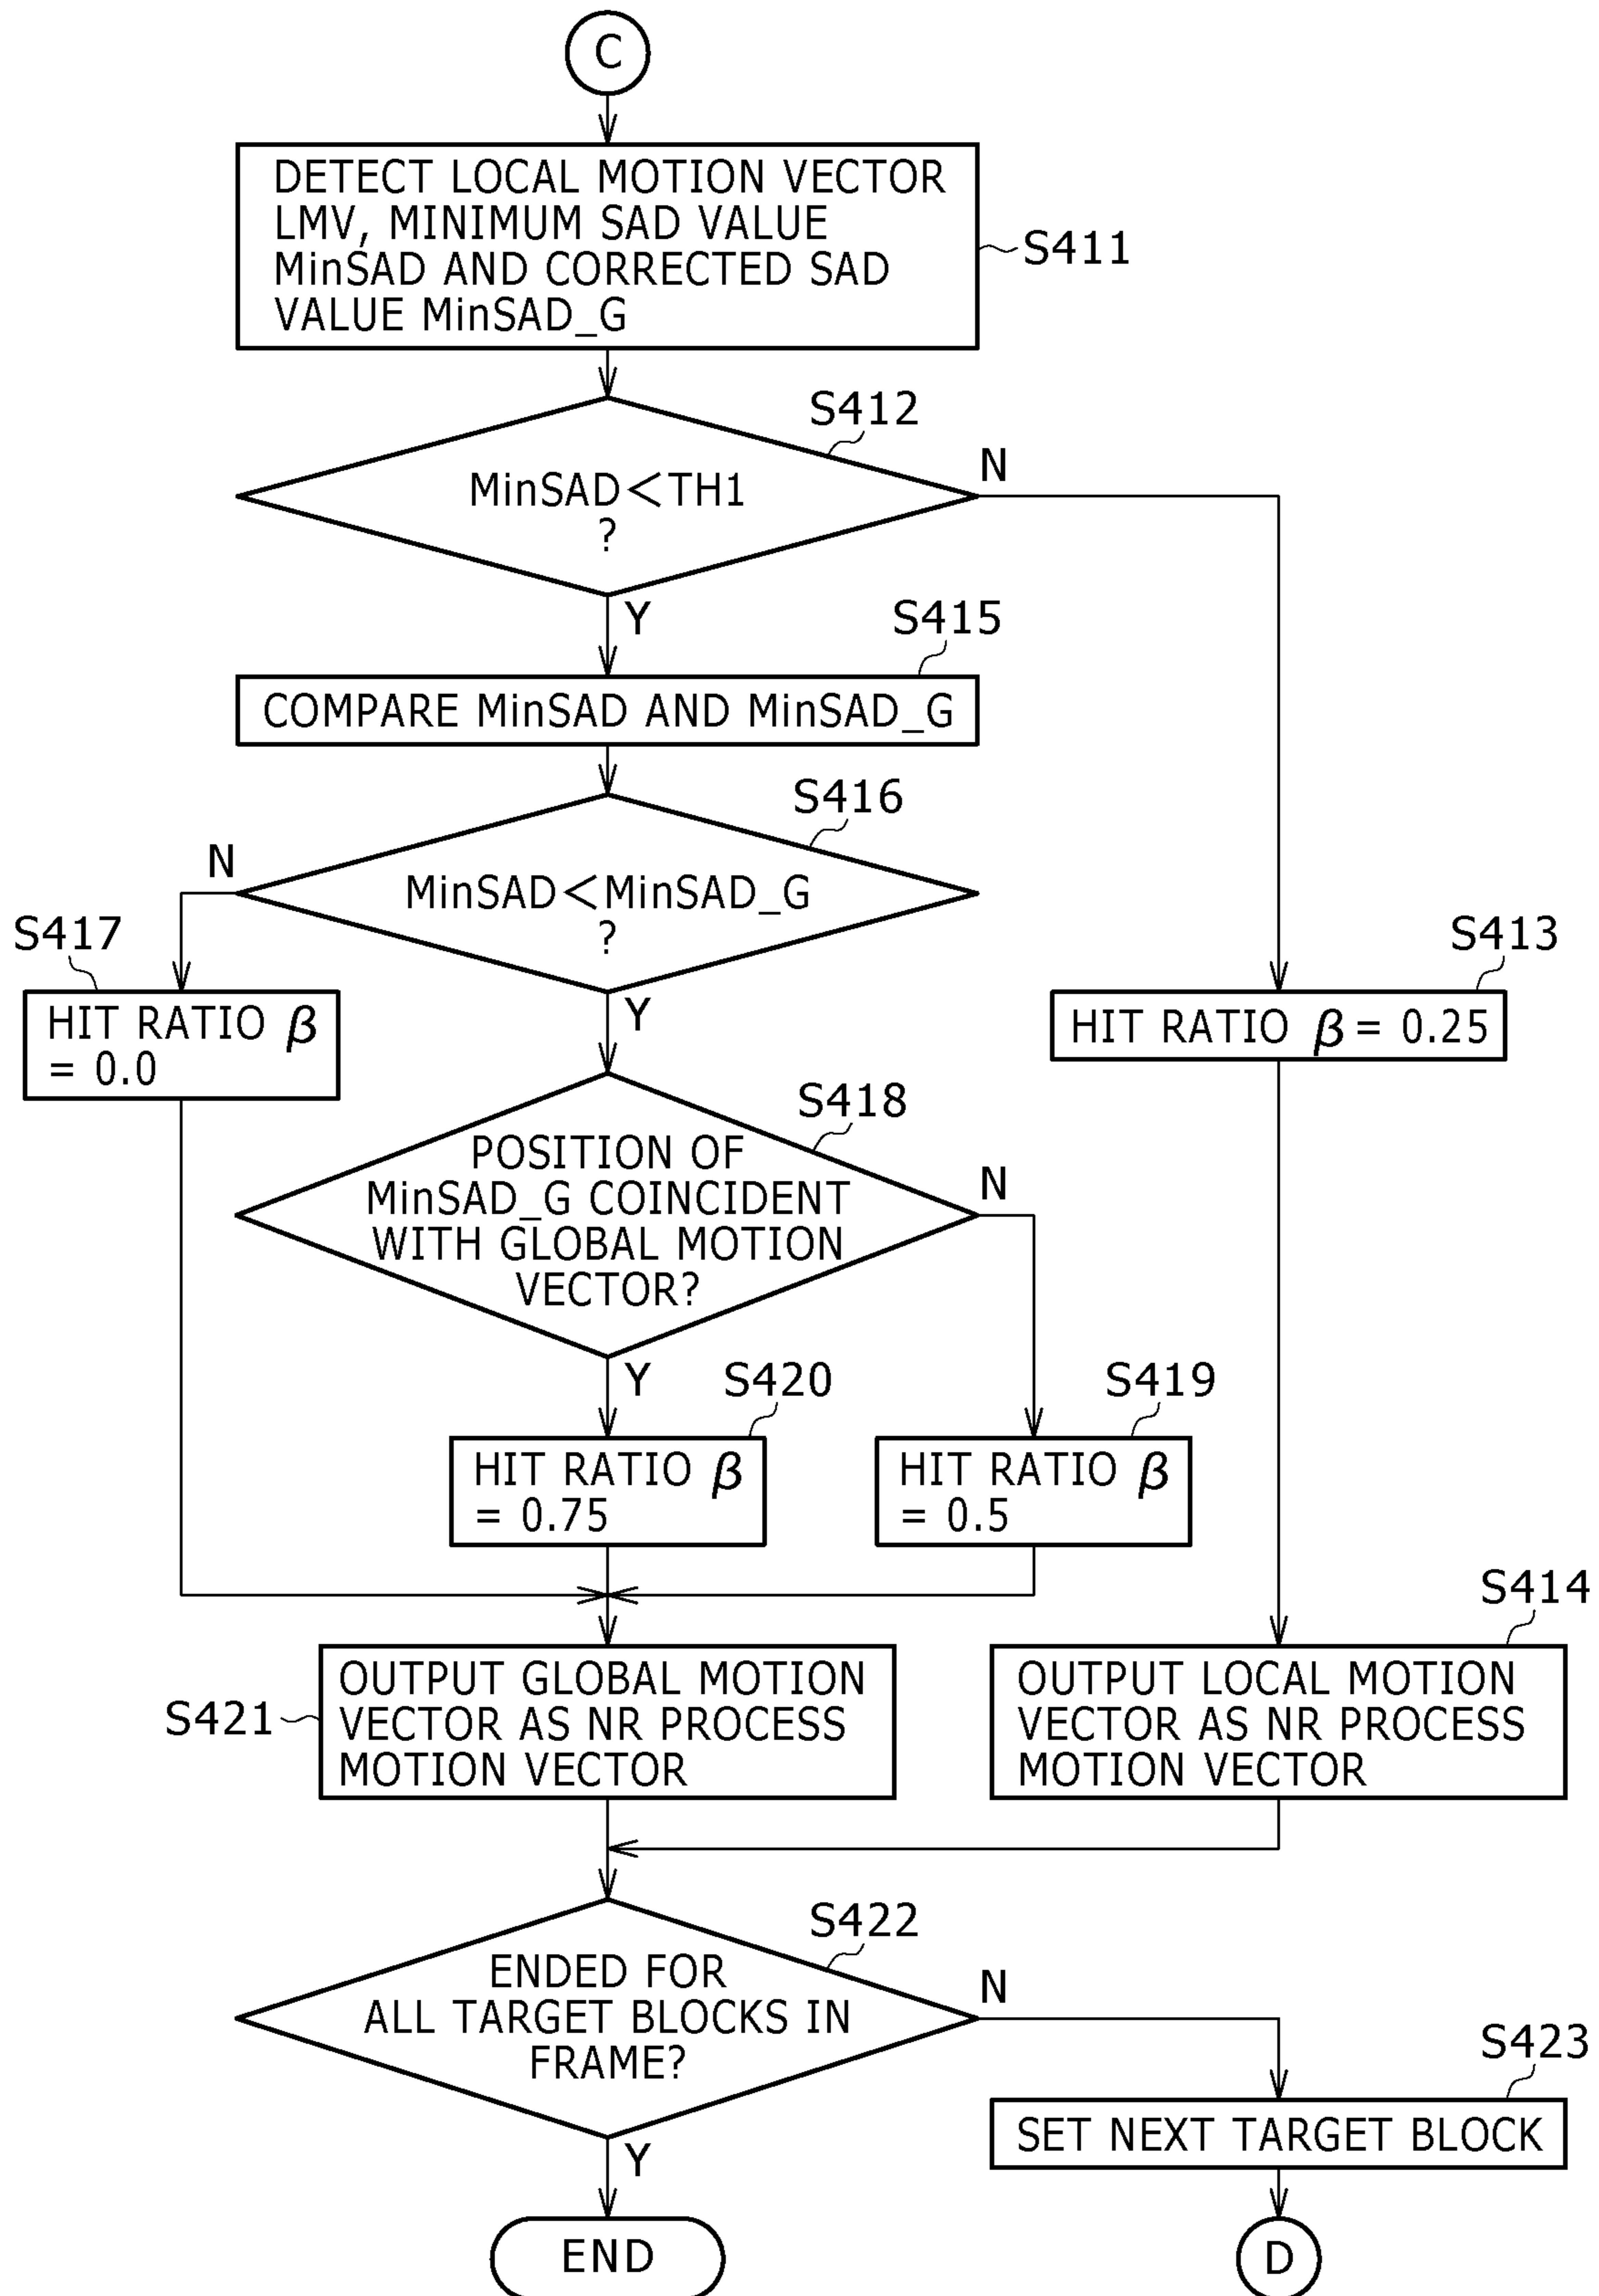 C
DETECT LOCAL MOTION VECTOR
LMV, MINIMUM SAD VALUE
MinSAD AND CORRECTED SAD
VALUE MinSAD_G
S411
S412
MinSAD<TH1
?
N
Y
S415
COMPARE MinSAD AND MinSAD_G
S416
MinSAD<MinSAD_G
?
N
Y
S417
HIT RATIO β
= 0.0
S413
HIT RATIO β = 0.25
S418
POSITION OF
MinSAD_G COINCIDENT
WITH GLOBAL MOTION
VECTOR?
N
Y
S420
HIT RATIO β
= 0.75
S419
HIT RATIO β
= 0.5
S421
OUTPUT GLOBAL MOTION
VECTOR AS NR PROCESS
MOTION VECTOR
S414
OUTPUT LOCAL MOTION
VECTOR AS NR PROCESS
MOTION VECTOR
S422
ENDED FOR
ALL TARGET BLOCKS IN
FRAME?
N
Y
S423
SET NEXT TARGET BLOCK
END
D